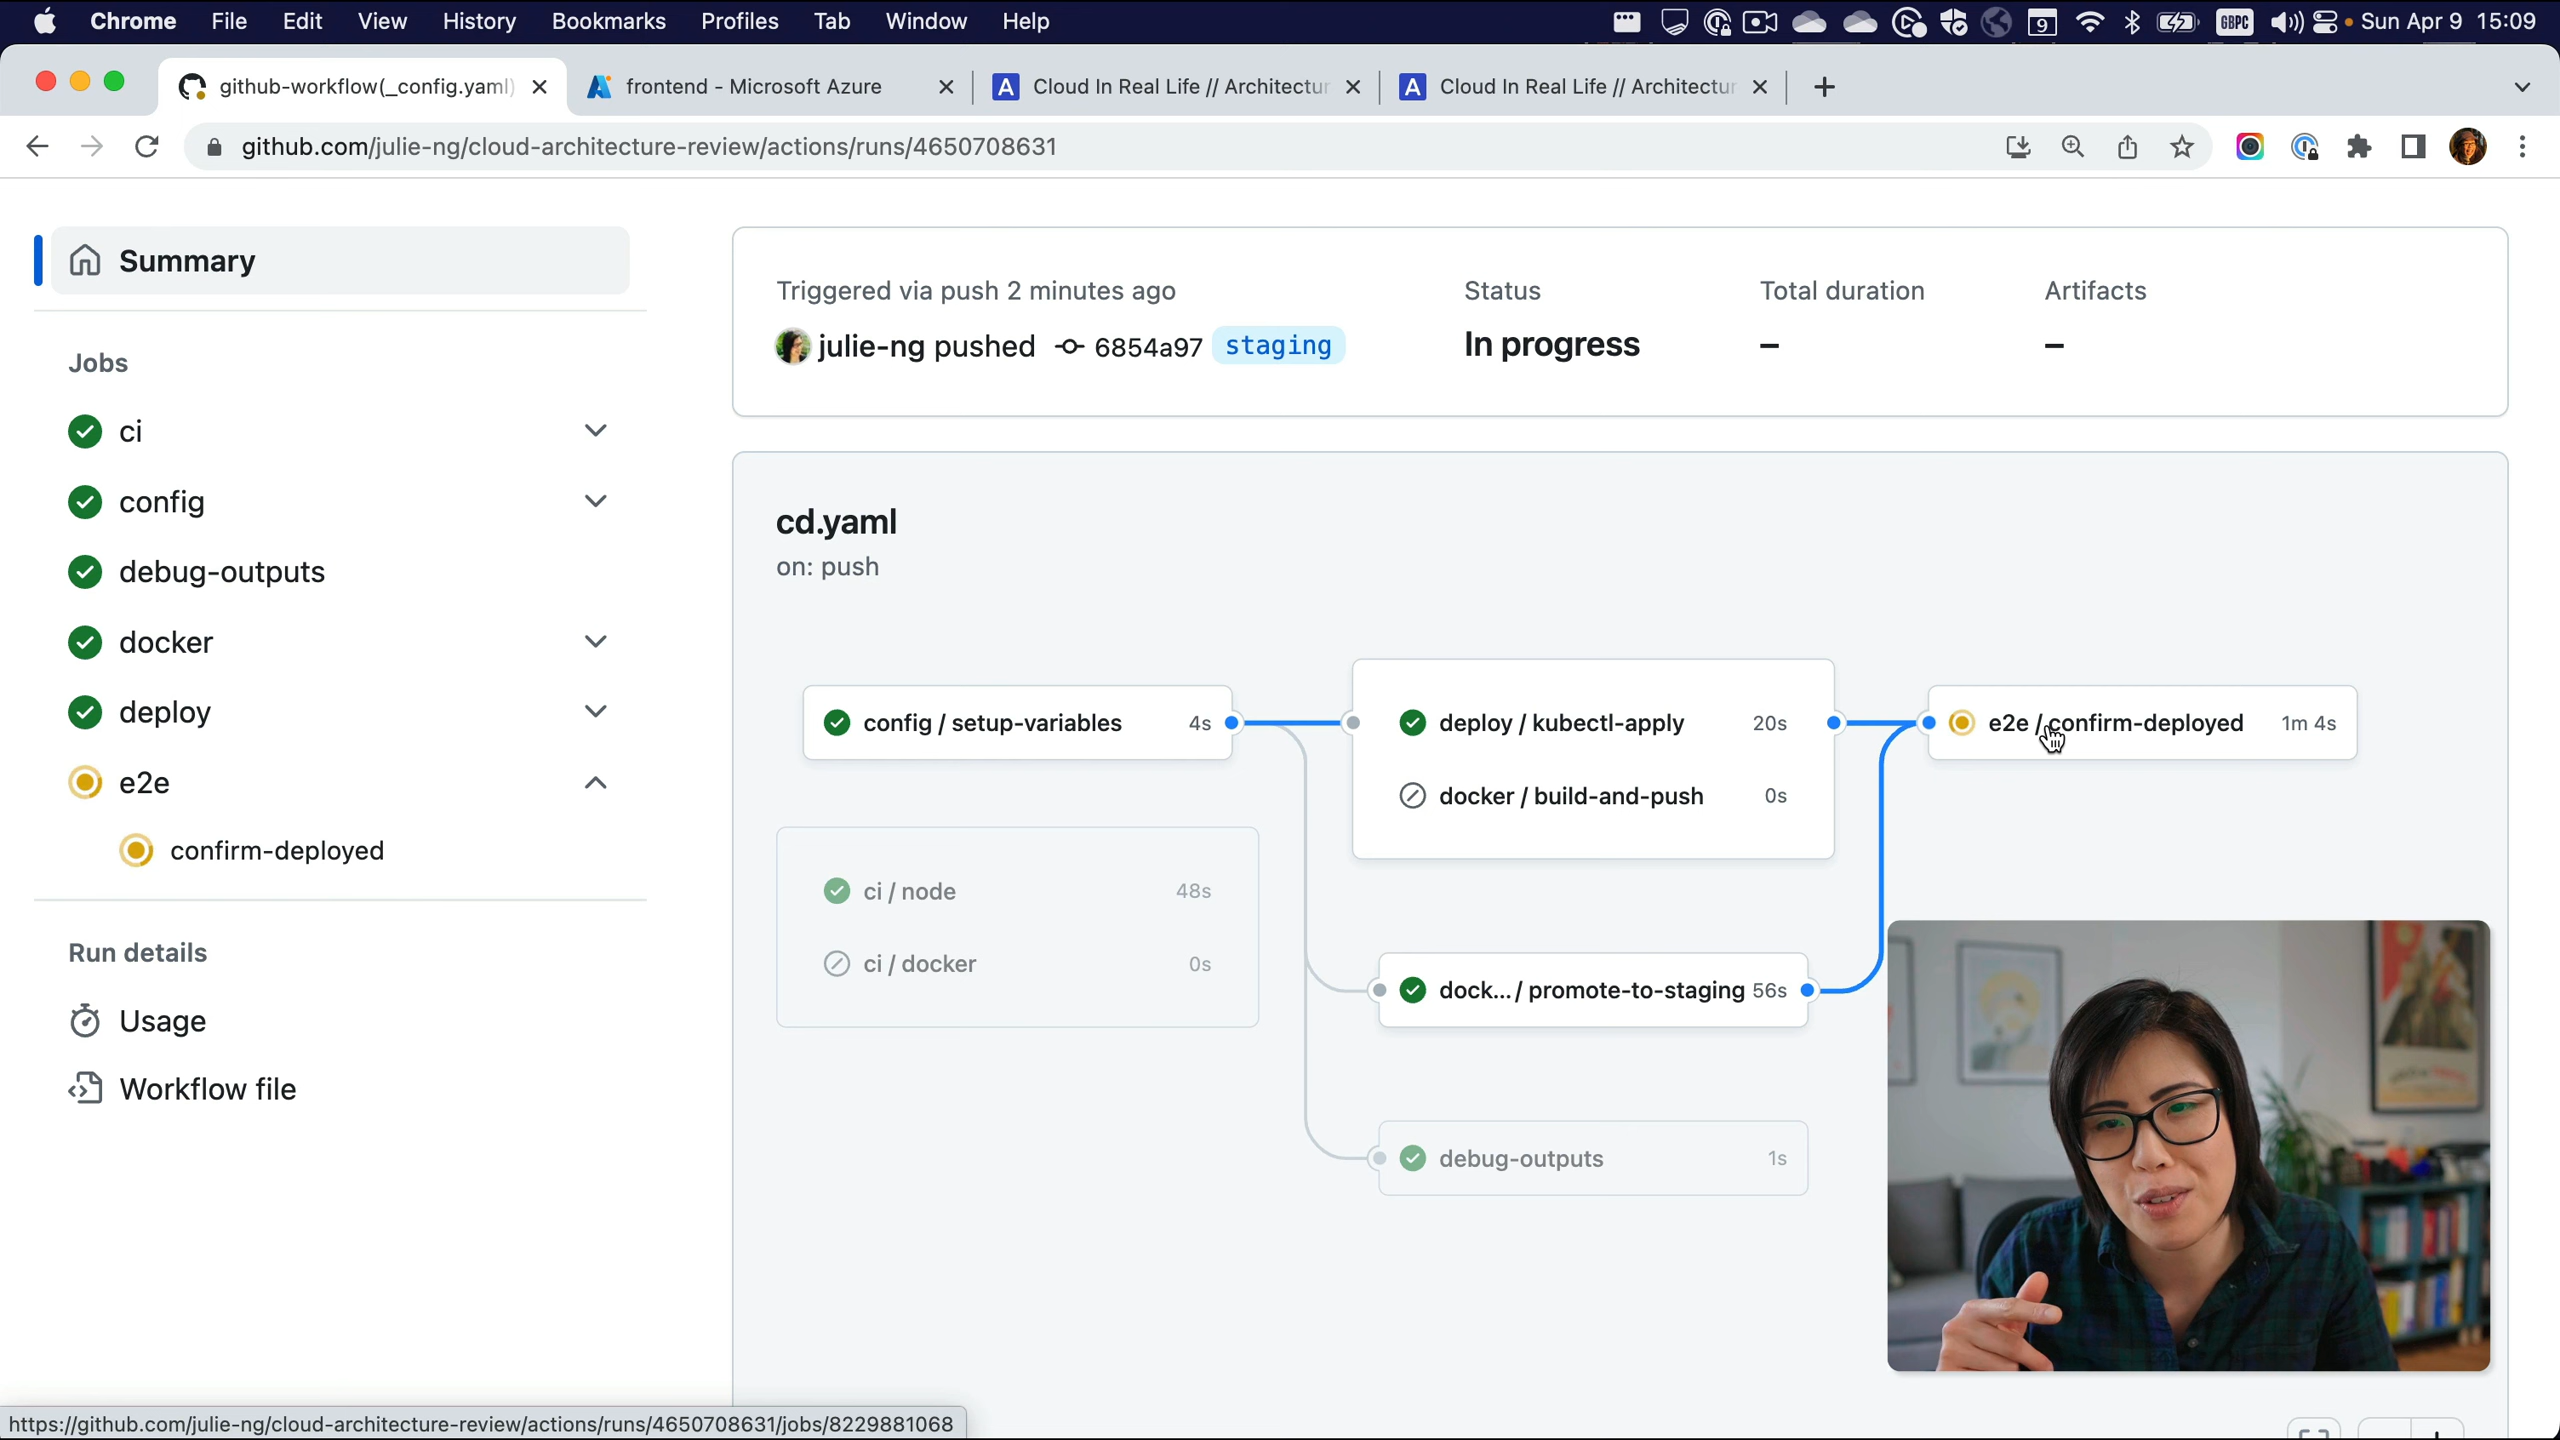 Chrome File Edit View History Bookmarks Profiles Tab Window Help 9 GBPC Sun Apr 9 15:09
github-workflow(_config.yaml) frontend - Microsoft Azure A Cloud In Real Life // Architectur A Cloud In Real Life // Architectur
github.com/julie-ng/cloud-architecture-review/actions/runs/4650708631
Summary
Jobs
ci
config
debug-outputs
docker
deploy
e2e
confirm-deployed
Run details
Usage
Workflow file
Triggered via push 2 minutes ago
julie-ng pushed 6854a97 staging
Status
In progress
Total duration
–
Artifacts
–
cd.yaml
on: push
config / setup-variables 4s
ci / node 48s
ci / docker 0s
deploy / kubectl-apply 20s
docker / build-and-push 0s
dock... / promote-to-staging 56s
debug-outputs 1s
e2e / confirm-deployed 1m 4s
https://github.com/julie-ng/cloud-architecture-review/actions/runs/4650708631/jobs/8229881068